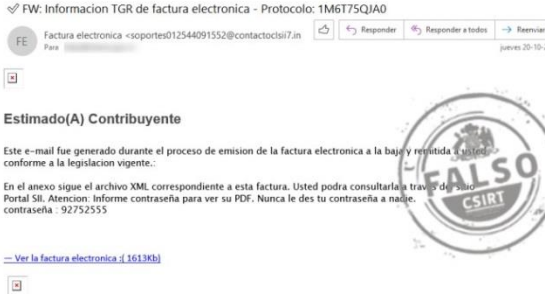 FW: Informacion TGR de factura electronica - Protocolo: 1M6T75QJA0
FE
Factura electronica <soportes012544091552@contactoclsii7.in
Para
Responder
Responder a todos
Reenviar
jueves 20-10-2
Estimado(A) Contribuyente
Este e-mail fue generado durante el proceso de emision de la factura electronica a la baja y remitida a usted
conforme a la legislacion vigente.:
En el anexo sigue el archivo XML correspondiente a esta factura. Usted podra consultarla a traves de sitio
Portal SII. Atencion: Informe contraseña para ver su PDF. Nunca le des tu contraseña a nadie.
contraseña : 92752555
FALSO
CSIRT
— Ver la factura electronica :( 1613Kb)